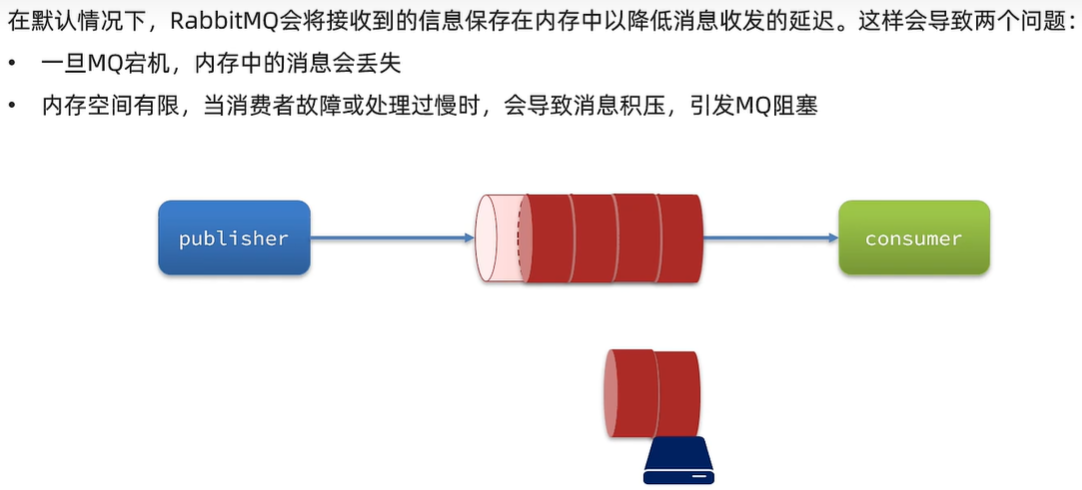 在默认情况下，RabbitMQ会将接收到的信息保存在内存中以降低消息收发的延迟。这样会导致两个问题：
• 一旦MQ宕机，内存中的消息会丢失
• 内存空间有限，当消费者故障或处理过慢时，会导致消息积压，引发MQ阻塞
publisher
consumer